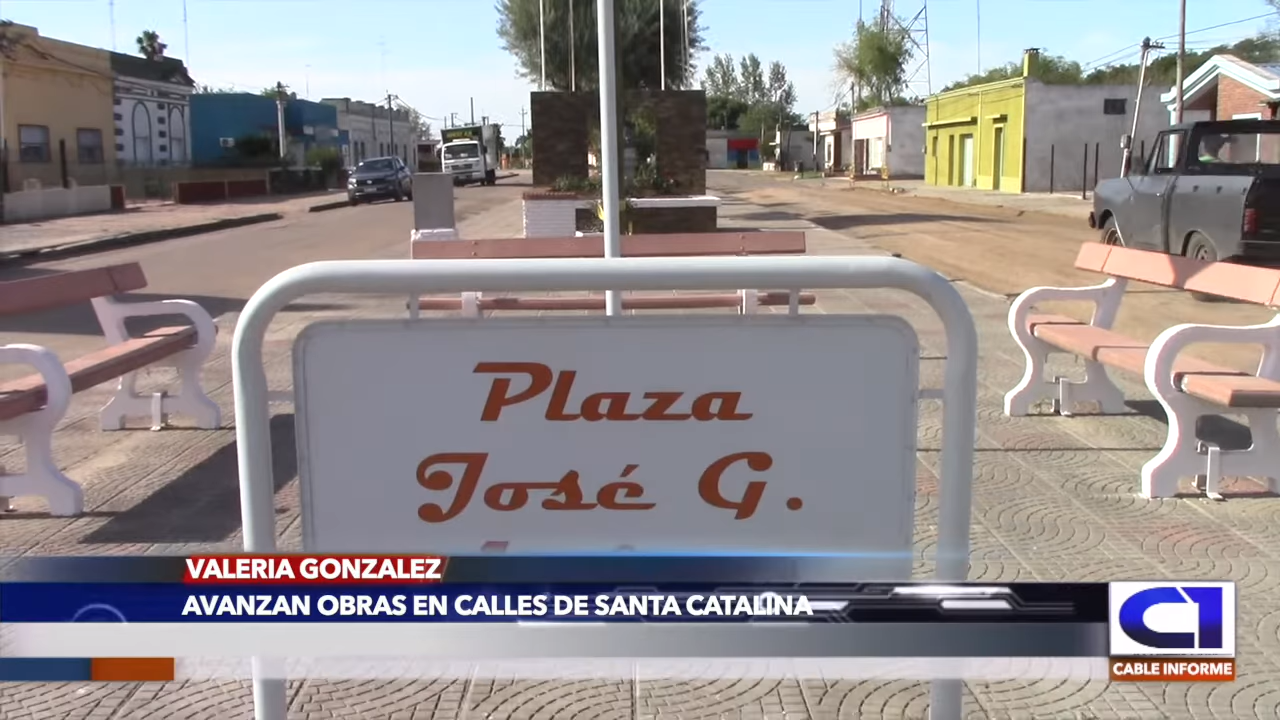 Plaza
José G.
VALERIA GONZALEZ
AVANZAN OBRAS EN CALLES DE SANTA CATALINA
C1
CABLE INFORME